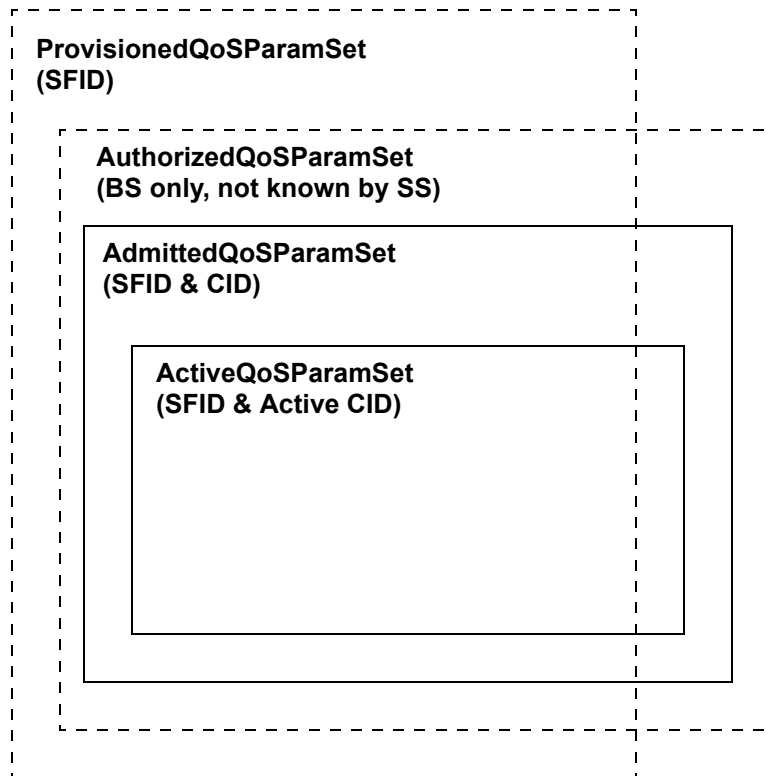 ProvisionedQoSParamSet
(SFID)
AuthorizedQoSParamSet
(BS only, not known by SS)
AdmittedQoSParamSet
(SFID & CID)
ActiveQoSParamSet
(SFID & Active CID)